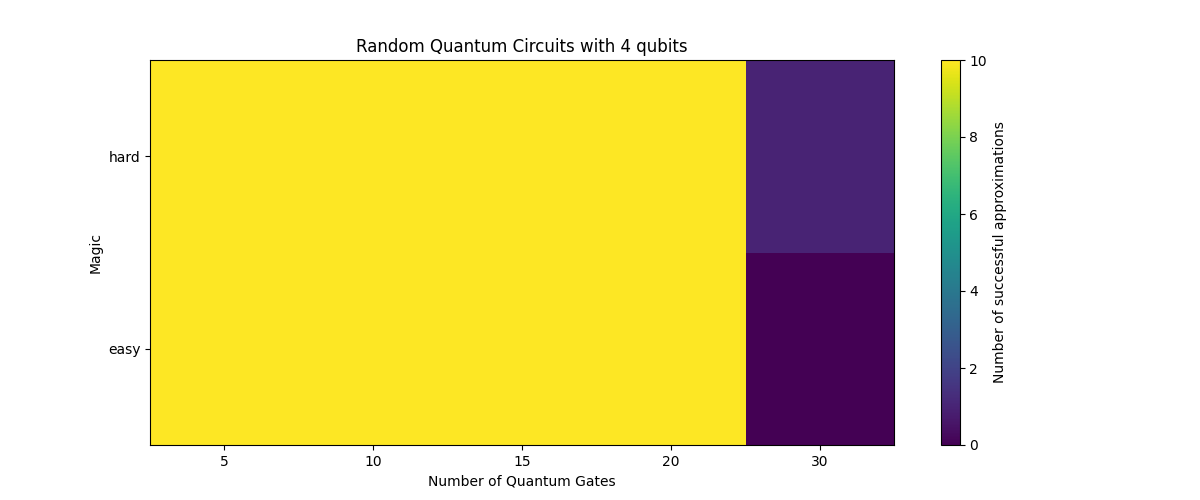 Random Quantum Circuits with 4 qubits
hard
easy
Magic
5 10 15 20 30
Number of Quantum Gates
10
8
6
4
2
0
Number of successful approximations